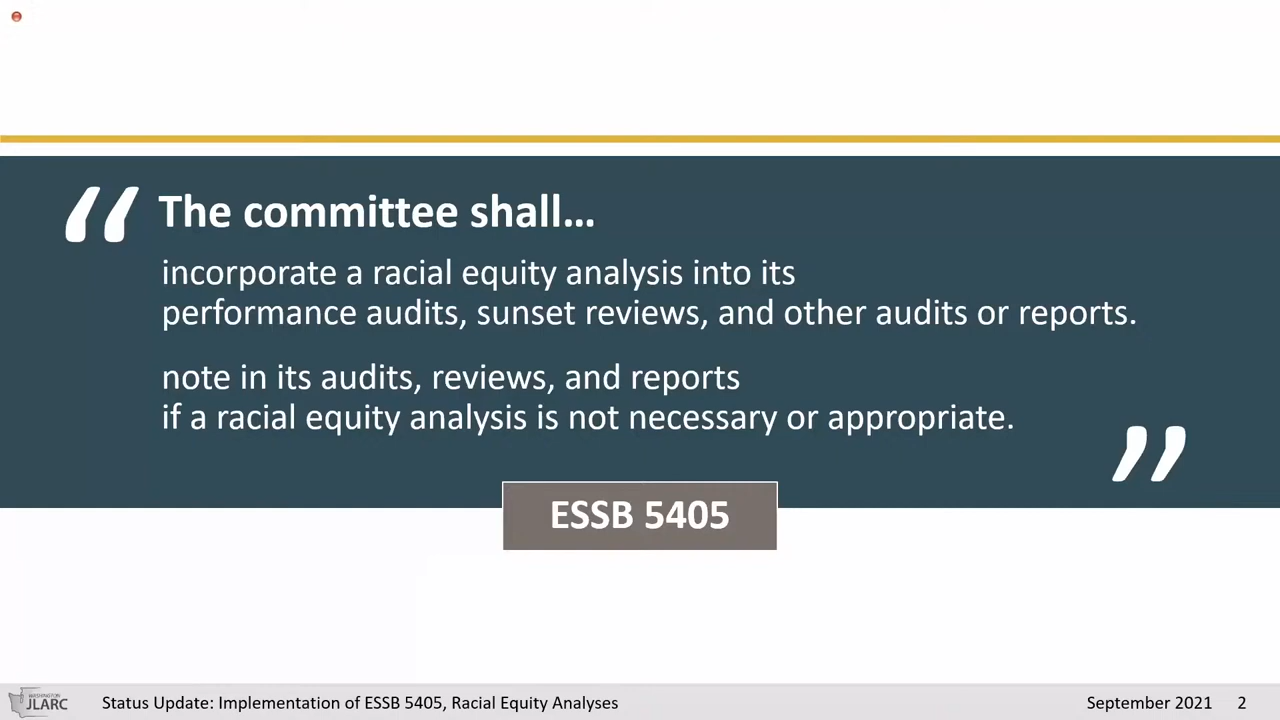 “ The committee shall…
incorporate a racial equity analysis into its
performance audits, sunset reviews, and other audits or reports.
note in its audits, reviews, and reports
if a racial equity analysis is not necessary or appropriate. ”
ESSB 5405
WASHINGTON
JLARC
Status Update: Implementation of ESSB 5405, Racial Equity Analyses
September 2021 2